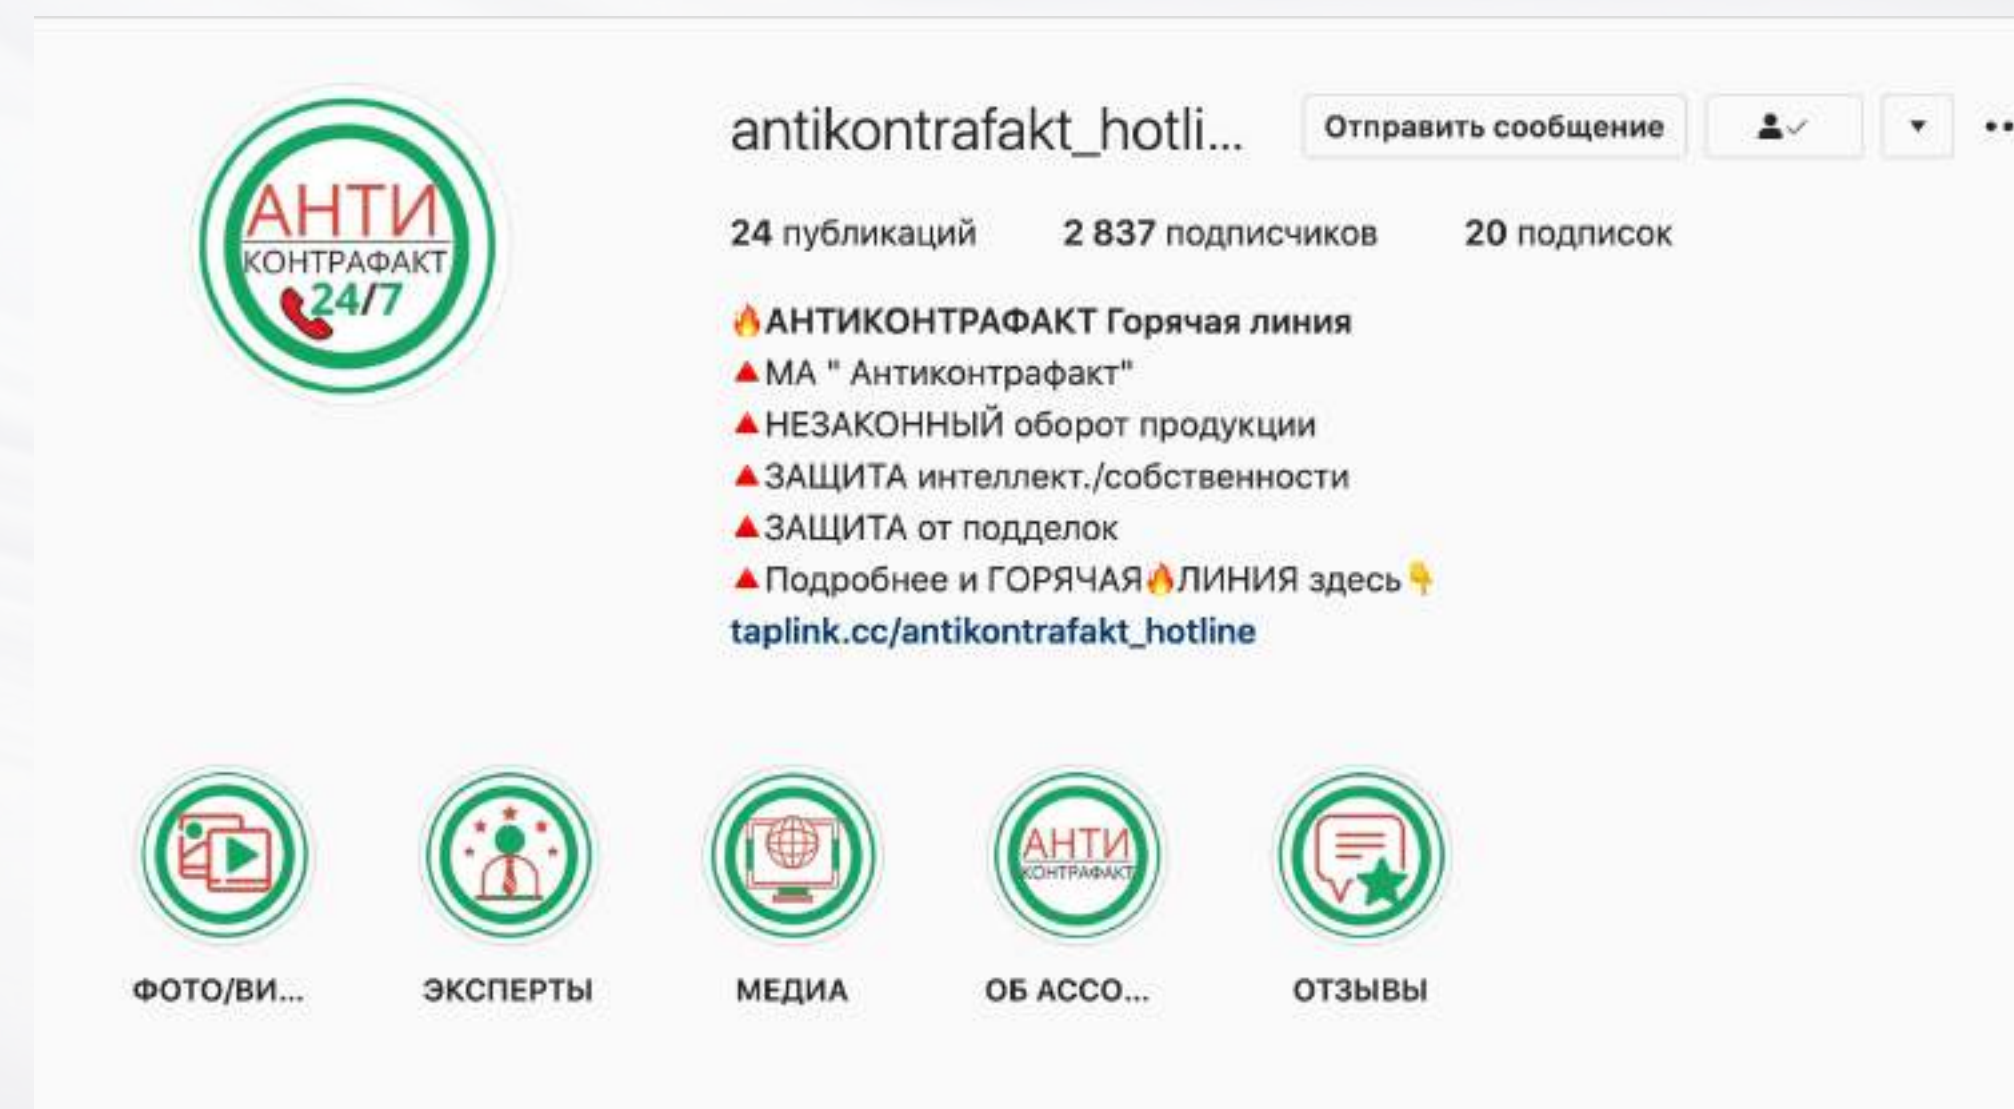 АНТИ
КОНТРАФАКТ
24/7
antikontrafakt_hotli...
Отправить сообщение
24 публикаций 2 837 подписчиков 20 подписок
🔥АНТИКОНТРАФАКТ Горячая линия
🔺МА " Антиконтрафакт"
🔺НЕЗАКОННЫЙ оборот продукции
🔺ЗАЩИТА интеллект./собственности
🔺ЗАЩИТА от подделок
🔺Подробнее и ГОРЯЧАЯ🔥ЛИНИЯ здесь👇
taplink.cc/antikontrafakt_hotline
АНТИ
КОНТРАФАКТ
ФОТО/ВИ... ЭКСПЕРТЫ МЕДИА ОБ АССО... ОТЗЫВЫ